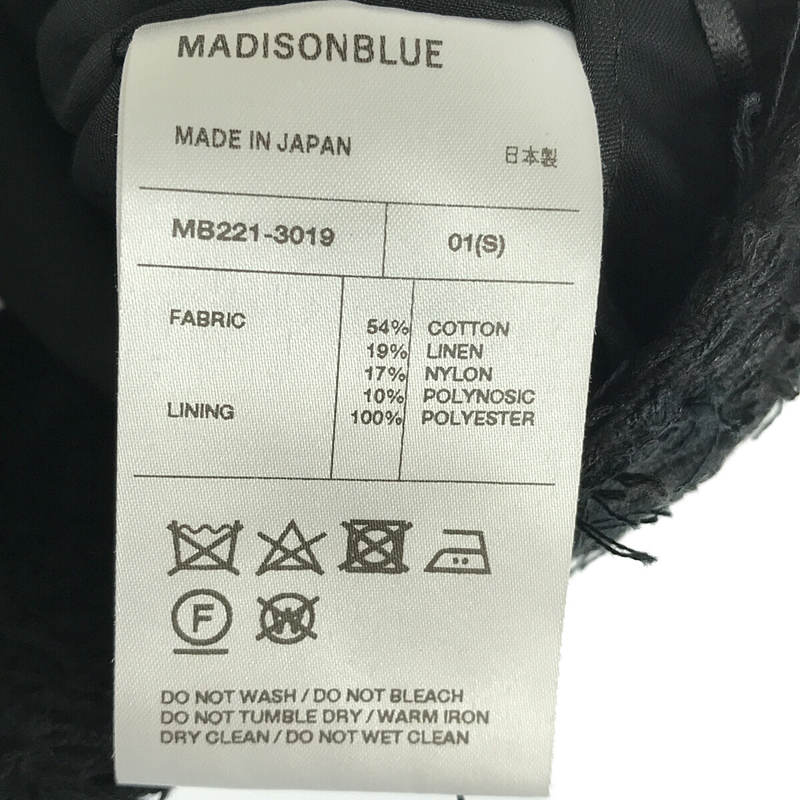 MADISONBLUE
MADE IN JAPAN 日本製
MB221-3019 01(S)
FABRIC 54% COTTON
19% LINEN
17% NYLON
10% POLYNOSIC
LINING 100% POLYESTER
F W
DO NOT WASH / DO NOT BLEACH
DO NOT TUMBLE DRY / WARM IRON
DRY CLEAN / DO NOT WET CLEAN